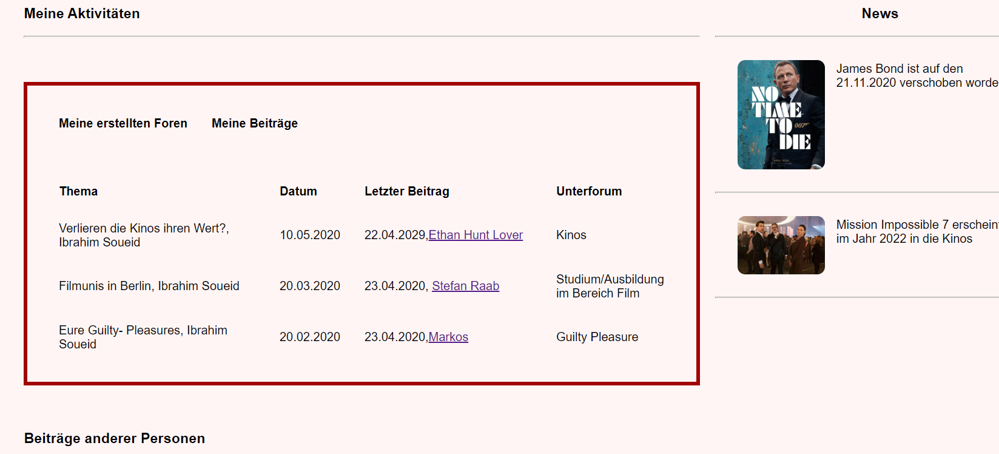 Meine Aktivitäten
News
James Bond ist auf den
21.11.2020 verschoben worde
NO
TIME
TO
007
DIE
APRIL 2020
Meine erstellten Foren Meine Beiträge
Thema Datum Letzter Beitrag Unterforum
Verlieren die Kinos ihren Wert?,
Ibrahim Soueid
10.05.2020 22.04.2029,Ethan Hunt Lover Kinos
Filmunis in Berlin, Ibrahim Soueid 20.03.2020 23.04.2020, Stefan Raab
Studium/Ausbildung
im Bereich Film
Eure Guilty- Pleasures, Ibrahim
Soueid
20.02.2020 23.04.2020,Markos Guilty Pleasure
Mission Impossible 7 erschein
im Jahr 2022 in die Kinos
Beiträge anderer Personen